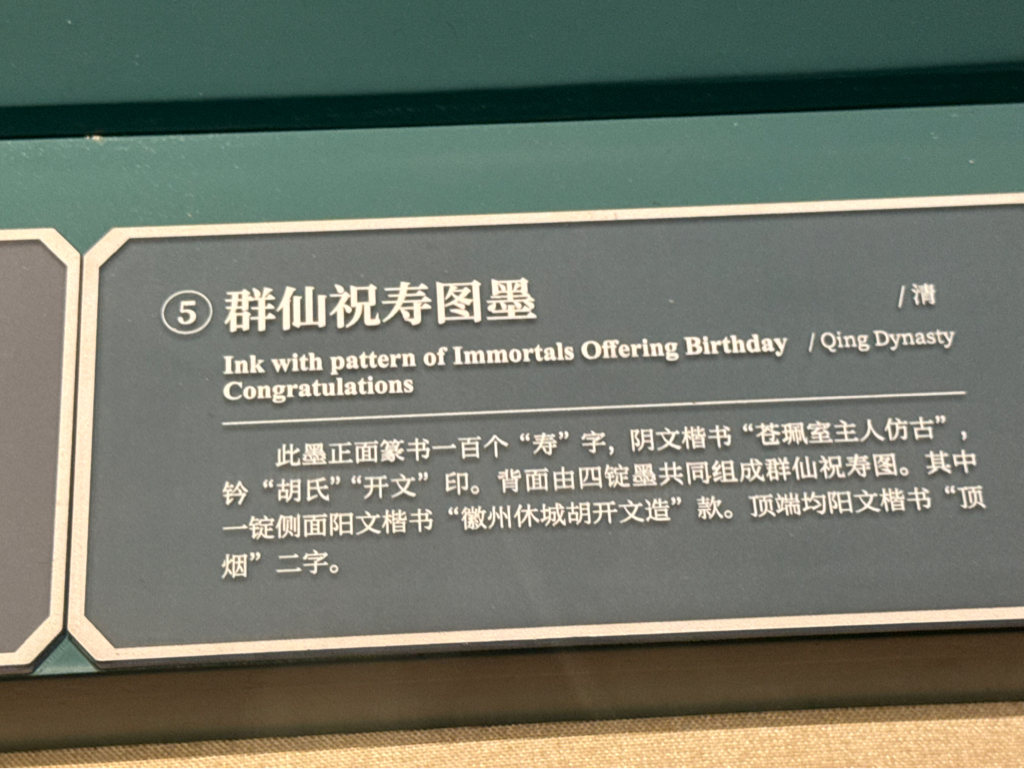 ⑤ 群仙祝寿图墨 / 清
Ink with pattern of Immortals Offering Birthday / Qing Dynasty
Congratulations
此墨正面篆书一百个“寿”字，阴文楷书“苍珮室主人仿古”，
钤“胡氏”“开文”印。背面由四锭墨共同组成群仙祝寿图。其中
一锭侧面阳文楷书“徽州休城胡开文造”款。顶端均阳文楷书“顶
烟”二字。